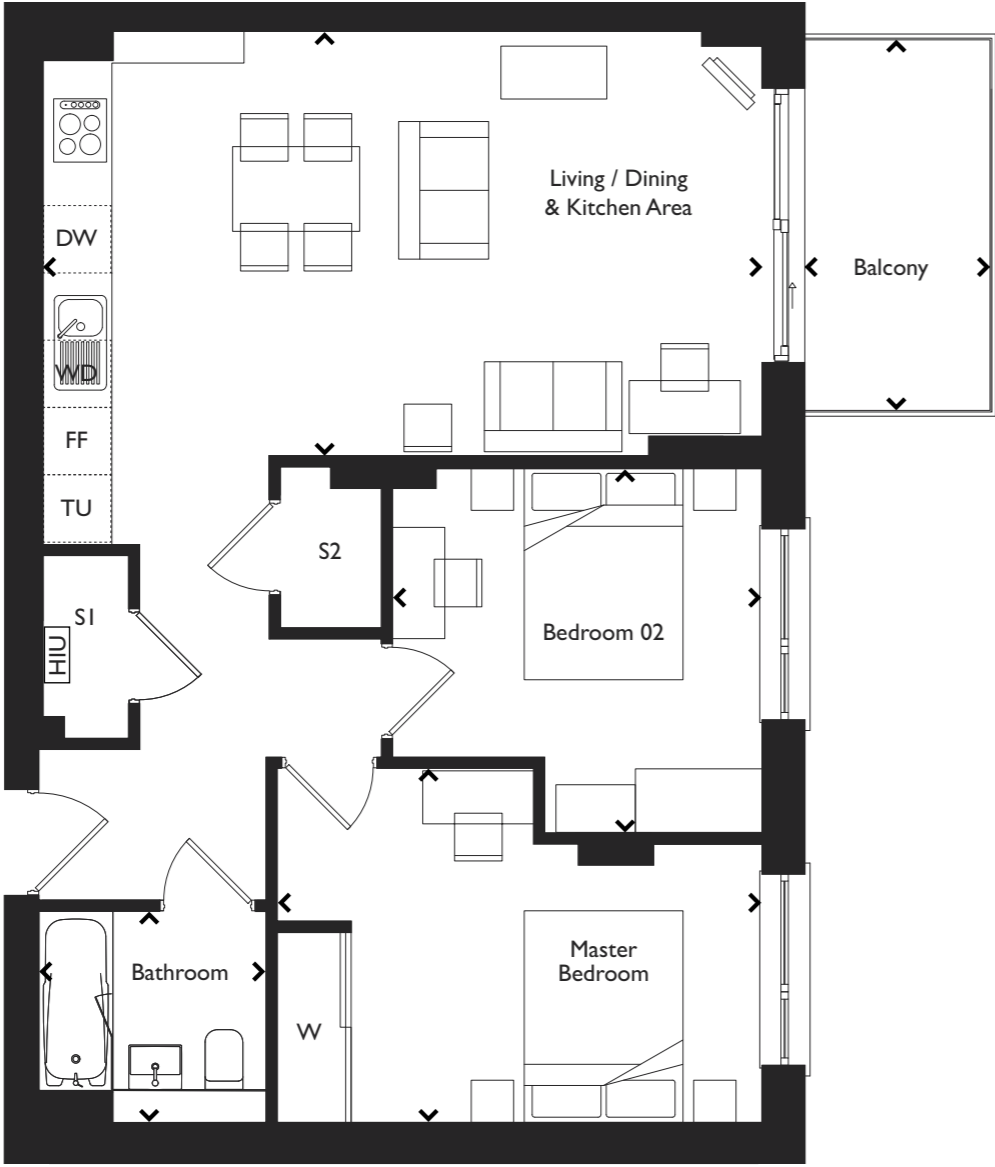 Living / Dining
& Kitchen Area
DW
Balcony
WD
FF
TU
S2
S1
HIU
Bedroom 02
Master
Bedroom
Bathroom
W